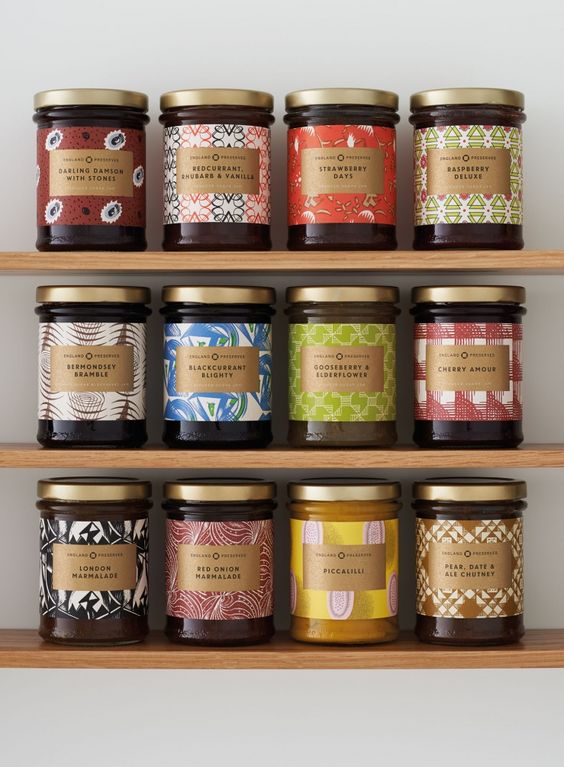 ENGLAND PRESERVES
DARLING DAMSON
WITH STONES
ENGLAND PRESERVES
REDCURRANT,
RHUBARB & VANILLA
ENGLAND PRESERVES
STRAWBERRY
DAYS
ENGLAND PRESERVES
RASPBERRY
DELUXE
ENGLAND PRESERVES
BERMONDSEY
BRAMBLE
ENGLAND PRESERVES
BLACKCURRANT
BLIGHTY
ENGLAND PRESERVES
GOOSEBERRY &
ELDERFLOWER
ENGLAND PRESERVES
CHERRY AMOUR
ENGLAND PRESERVES
LONDON
MARMALADE
ENGLAND PRESERVES
RED ONION
MARMALADE
ENGLAND PRESERVES
PICCALILLI
ENGLAND PRESERVES
PEAR, DATE &
ALE CHUTNEY